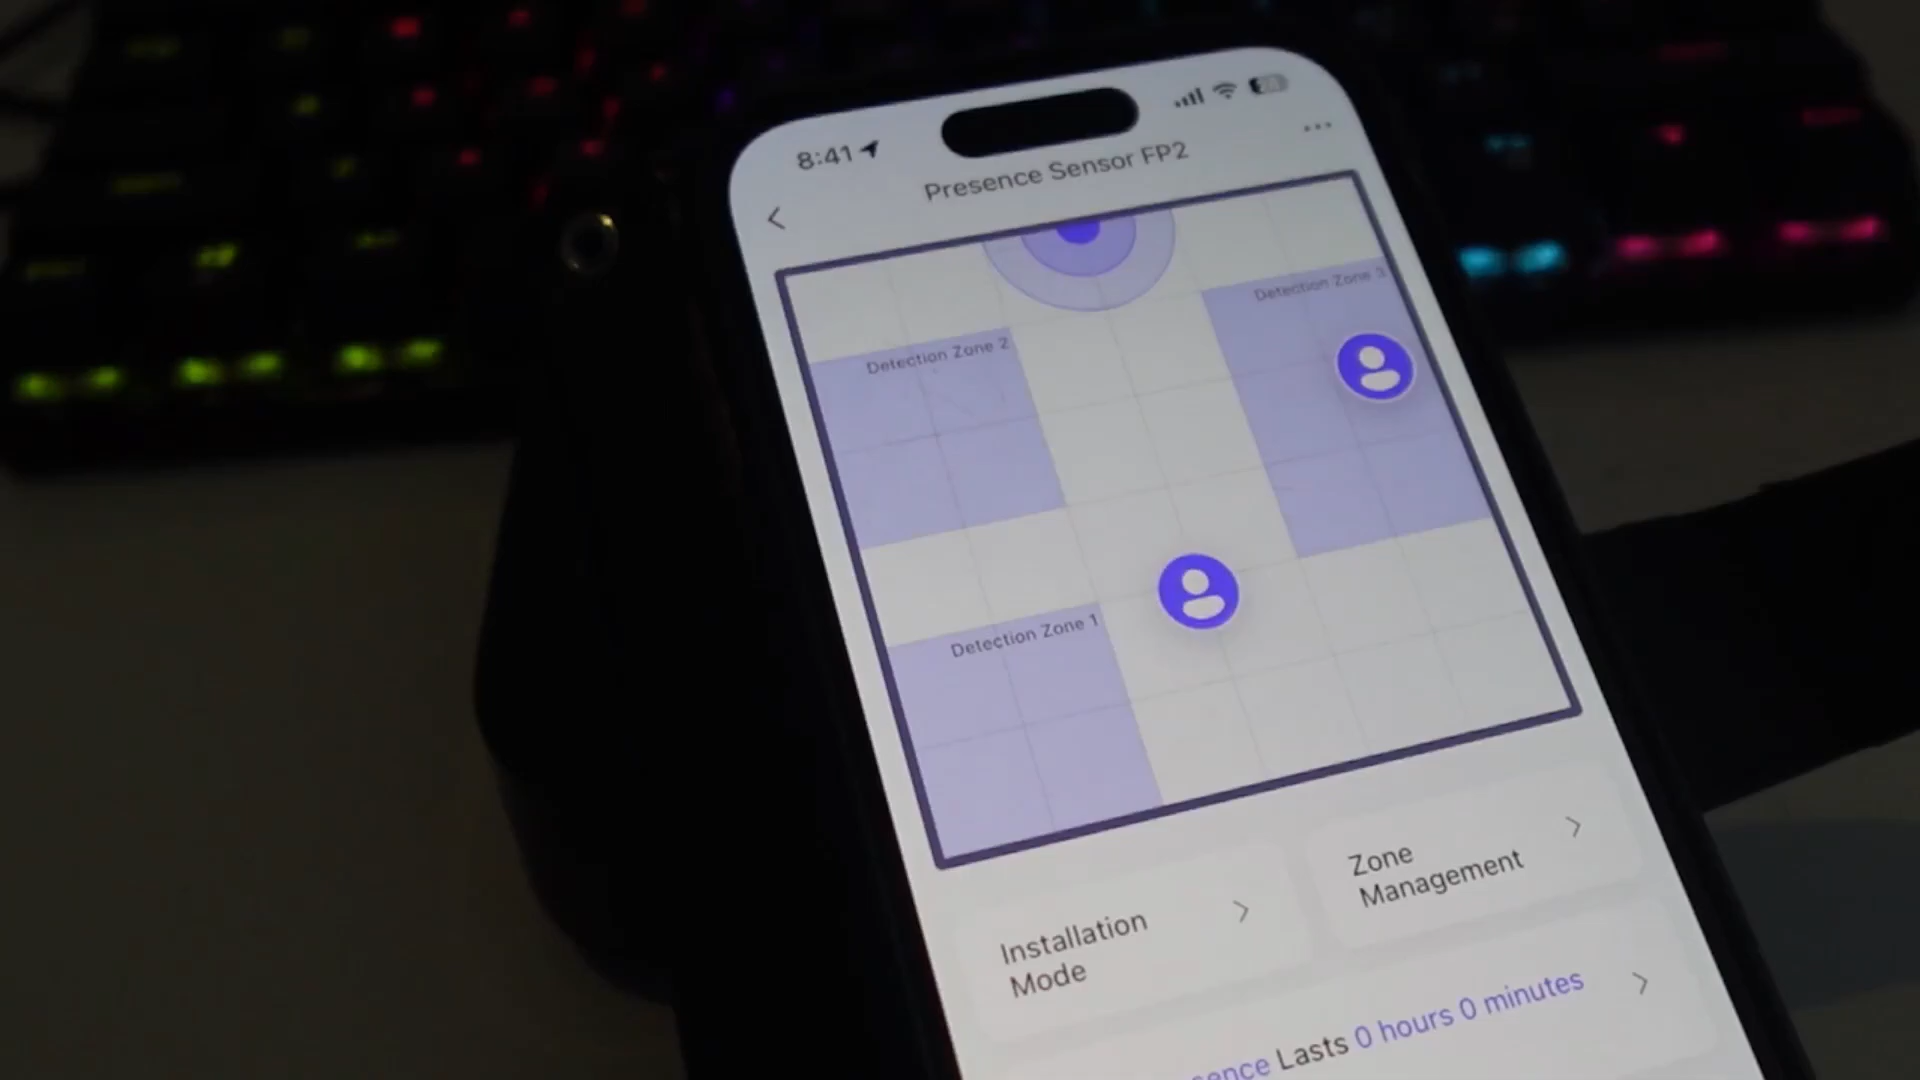 8:41
Presence Sensor FP2
Detection Zone 3
Detection Zone 2
Detection Zone 1
Zone
Management
Installation
Mode
Lasts 0 hours 0 minutes